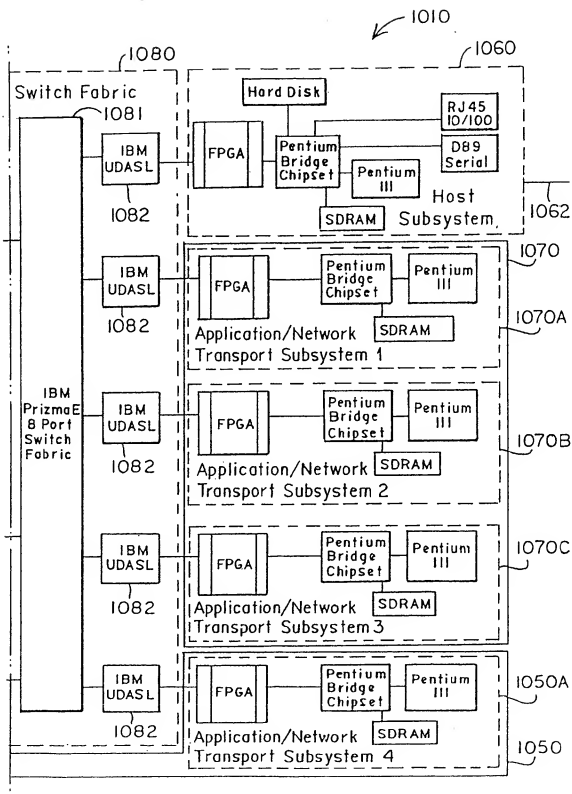 1010
1080
1060
Switch Fabric
1081
Hard Disk
RJ45
10/100
IBM
UDASL
FPGA
Pentium
Bridge
Chipset
D89
Serial
Pentium
III
1082
Host
Subsystem
SDRAM
1062
1070
IBM
UDASL
FPGA
Pentium
Bridge
Chipset
Pentium
III
1082
SDRAM
1070A
Application/Network
Transport Subsystem 1
IBM
PrizmaE
8 Port
Switch
Fabric
IBM
UDASL
FPGA
Pentium
Bridge
Chipset
Pentium
III
1082
SDRAM
1070B
Application/Network
Transport Subsystem 2
IBM
UDASL
FPGA
Pentium
Bridge
Chipset
Pentium
III
1070C
1082
SDRAM
Application/Network
Transport Subsystem 3
IBM
UDASL
FPGA
Pentium
Bridge
Chipset
Pentium
III
1050A
1082
SDRAM
Application/Network
Transport Subsystem 4
1050